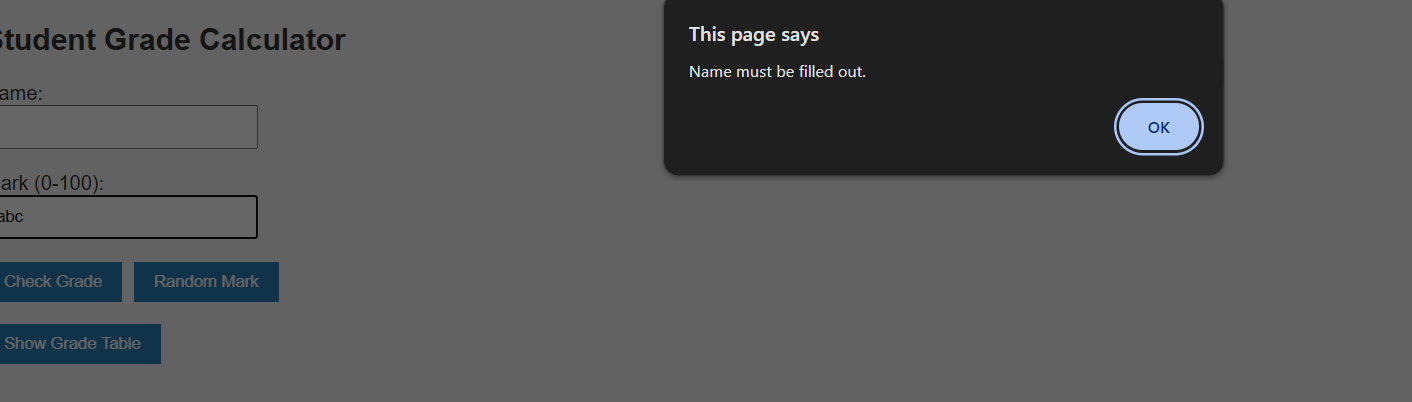 Student Grade Calculator
This page says
Name must be filled out.
OK
ame:
ark (0-100):
abc
Check Grade
Random Mark
Show Grade Table